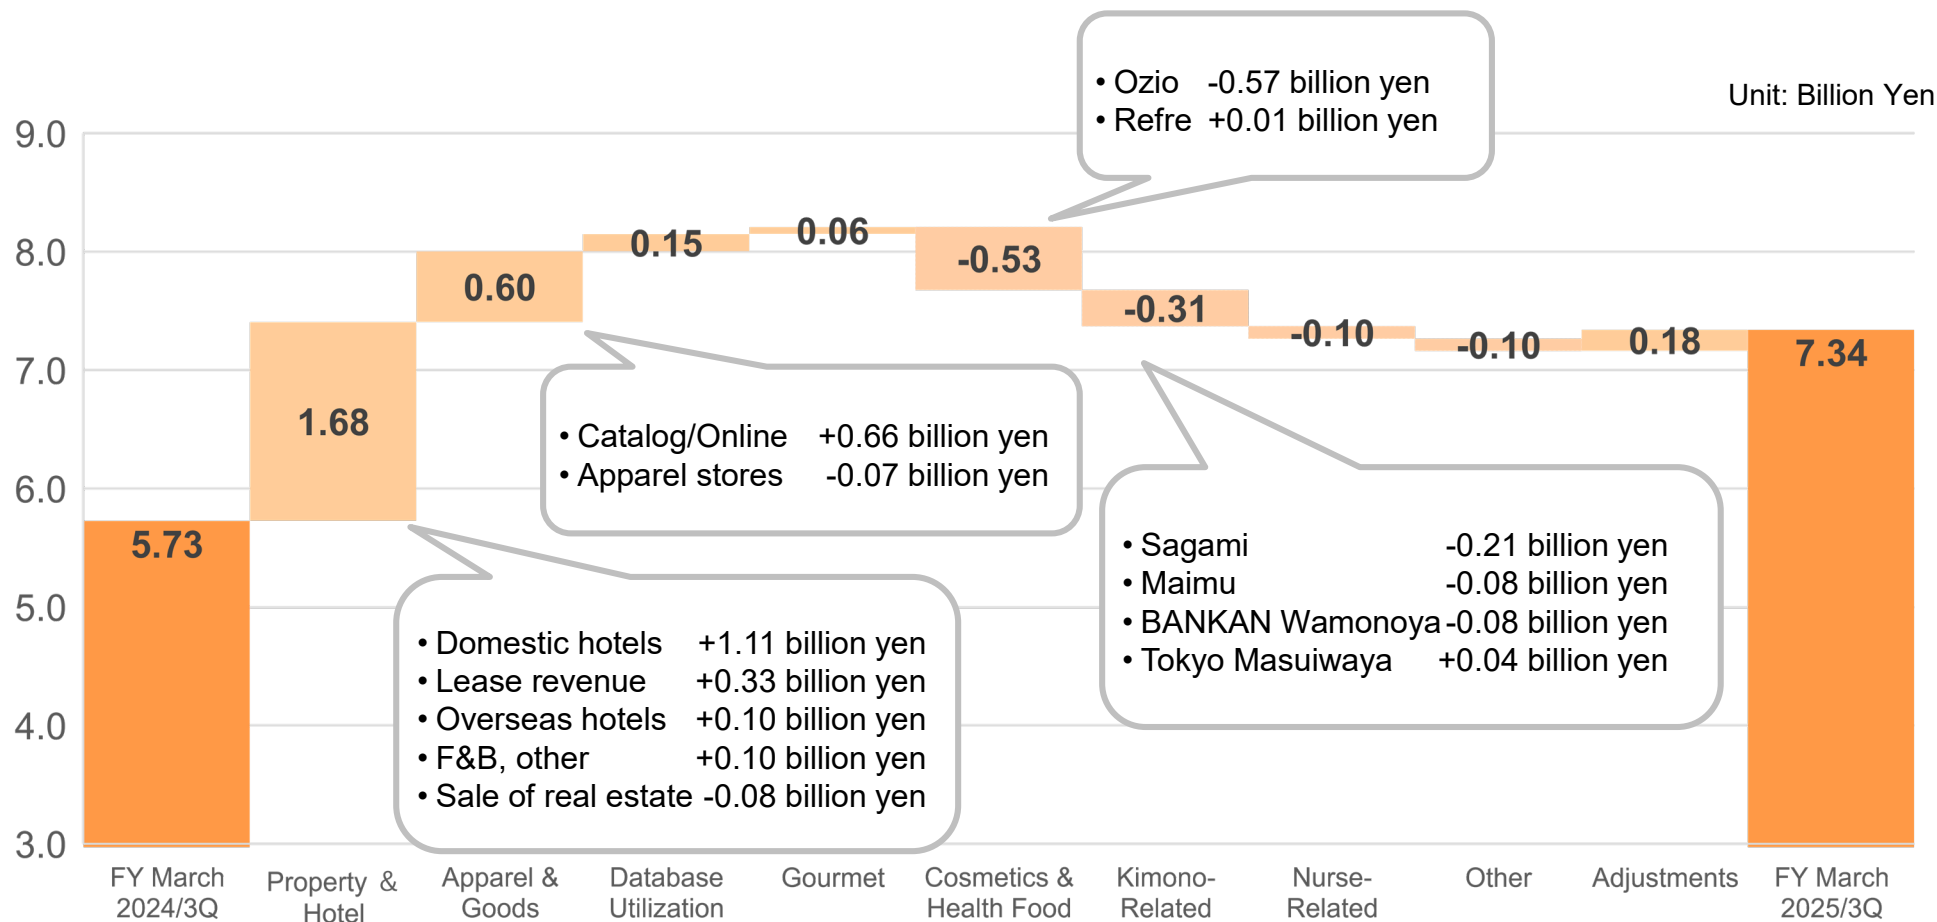 • Ozio -0.57 billion yen
• Refre +0.01 billion yen
Unit: Billion Yen
9.0
8.0
7.0
6.0
5.0
4.0
3.0
5.73
1.68
0.60
0.15
0.06
-0.53
-0.31
-0.10
-0.10
0.18
7.34
• Catalog/Online +0.66 billion yen
• Apparel stores -0.07 billion yen
• Domestic hotels +1.11 billion yen
• Lease revenue +0.33 billion yen
• Overseas hotels +0.10 billion yen
• F&B, other +0.10 billion yen
• Sale of real estate -0.08 billion yen
• Sagami -0.21 billion yen
• Maimu -0.08 billion yen
• BANKAN Wamonoya -0.08 billion yen
• Tokyo Masuiwaya +0.04 billion yen
FY March
2024/3Q
Property &
Hotel
Apparel &
Goods
Database
Utilization
Gourmet
Cosmetics &
Health Food
Kimono-
Related
Nurse-
Related
Other
Adjustments
FY March
2025/3Q